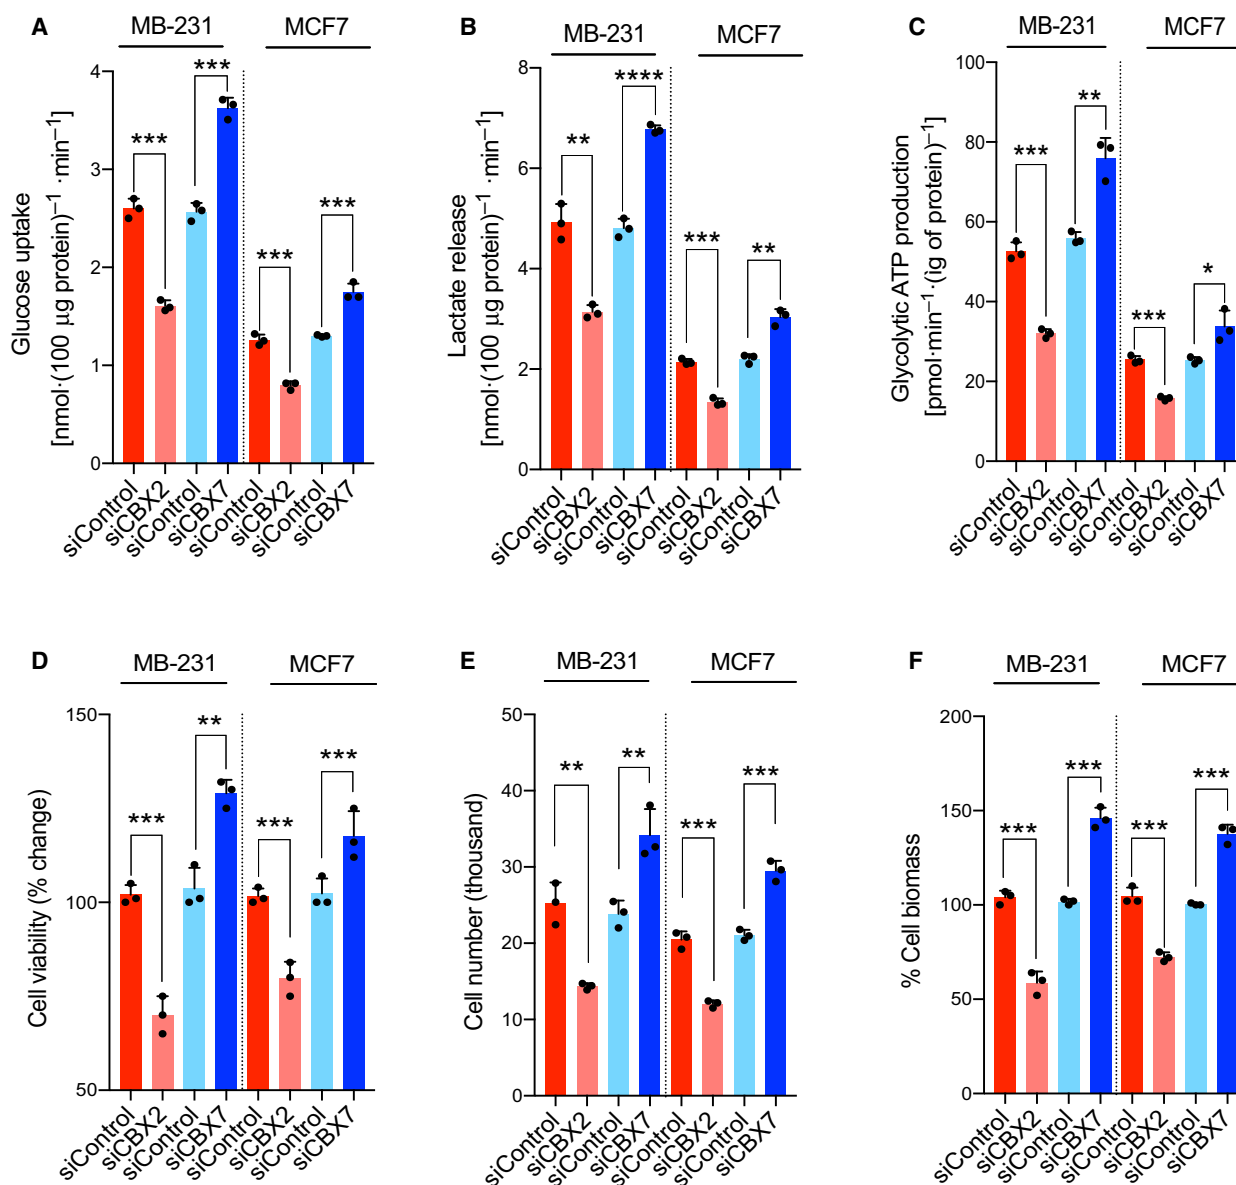 A
MB-231
MCF7
Glucose uptake
[nmol·(100 µg protein)⁻¹ ·min⁻¹]
4
3
2
1
0
***
***
***
***
siControl
siCBX2
siControl
siCBX7
siControl
siCBX2
siControl
siCBX7
B
MB-231
MCF7
Lactate release
[nmol·(100 µg protein)⁻¹ ·min⁻¹]
8
6
4
2
0
**
****
***
**
siControl
siCBX2
siControl
siCBX7
siControl
siCBX2
siControl
siCBX7
C
MB-231
MCF7
Glycolytic ATP production
[pmol·min⁻¹·(ig of protein)⁻¹]
100
80
60
40
20
0
***
**
***
*
siControl
siCBX2
siControl
siCBX7
siControl
siCBX2
siControl
siCBX7
D
MB-231
MCF7
Cell viability (% change)
150
100
50
***
**
***
***
siControl
siCBX2
siControl
siCBX7
siControl
siCBX2
siControl
siCBX7
E
MB-231
MCF7
Cell number (thousand)
50
40
30
20
10
0
**
**
***
***
siControl
siCBX2
siControl
siCBX7
siControl
siCBX2
siControl
siCBX7
F
MB-231
MCF7
% Cell biomass
200
150
100
50
0
***
***
***
***
siControl
siCBX2
siControl
siCBX7
siControl
siCBX2
siControl
siCBX7